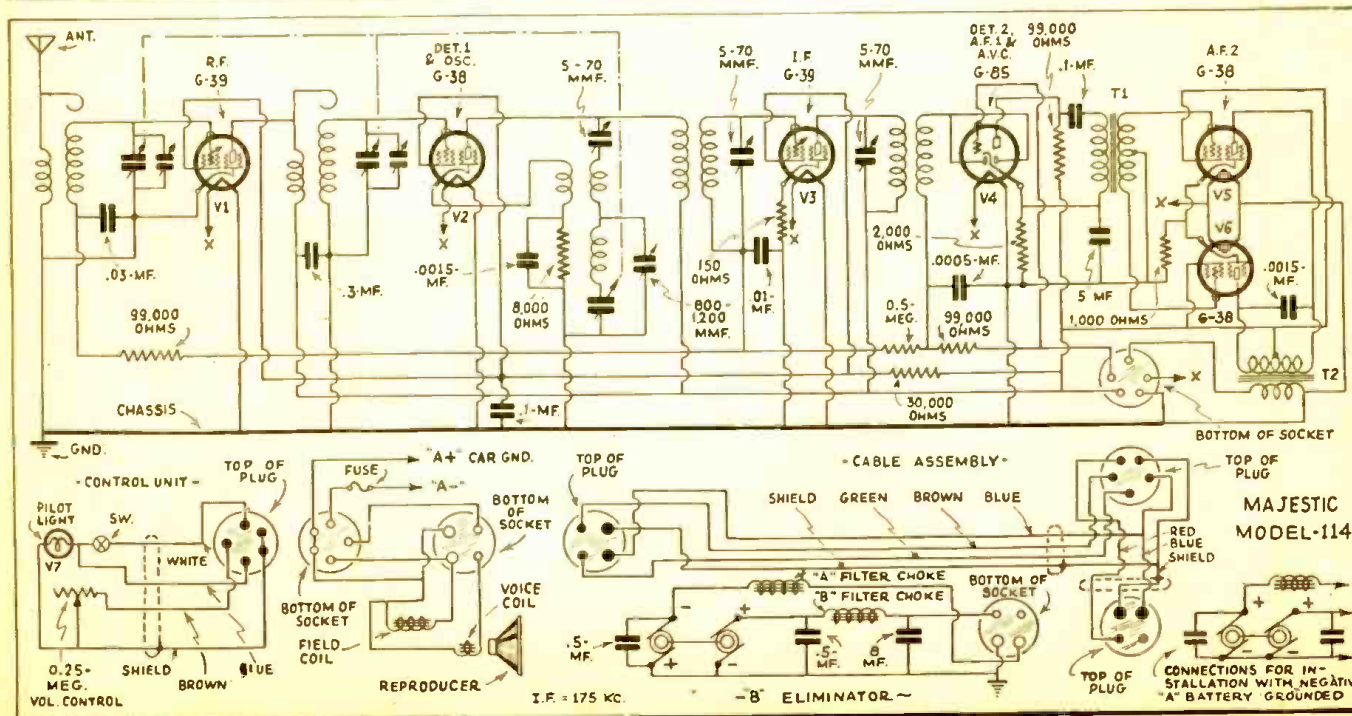 ANT.
R.F.
G-39
V1
.03-MF.
99,000
OHMS
CHASSIS
GND.
.3-MF.
DET.1
& OSC.
G-38
V2
X
X
.0015-
MF.
8,000
OHMS
5-70
MMF.
800-
1,200
MMF.
.1-MF.
5-70
MMF.
I.F.
G-39
V3
X
150
OHMS
.01-
MF.
5-70
MMF.
DET. 2,
A.F.1 &
A.V.C.
G-85
V4
X
2,000
OHMS
.0005-MF.
0.5-
MEG.
99,000
OHMS
30,000
OHMS
99,000
OHMS
.1-MF.
T1
5 MF
1,000 OHMS
A.F.2
G-38
X
V5
V6
G-38
.0015-
MF.
T2
X
BOTTOM OF SOCKET
-CONTROL UNIT-
TOP OF
PLUG
PILOT
LIGHT
V7
SW.
WHITE
0.25-
MEG.
VOL. CONTROL
SHIELD
BROWN
BLUE
"A+" CAR GND.
FUSE
"A-"
BOTTOM OF
SOCKET
BOTTOM
OF
SOCKET
FIELD
COIL
VOICE
COIL
REPRODUCER
TOP OF
PLUG
-CABLE ASSEMBLY-
SHIELD GREEN BROWN BLUE
TOP OF
PLUG
RED
BLUE
SHIELD
TOP OF
PLUG
MAJESTIC
MODEL-114
.5-
MF.
- +
+ -
"A" FILTER CHOKE
"B" FILTER CHOKE
.5-
MF.
8
MF.
BOTTOM OF
SOCKET
I.F. = 175 KC.
-B ELIMINATOR~
+ +
- -
CONNECTIONS FOR IN-
STALLATION WITH NEGATIV
"A" BATTERY GROUNDED